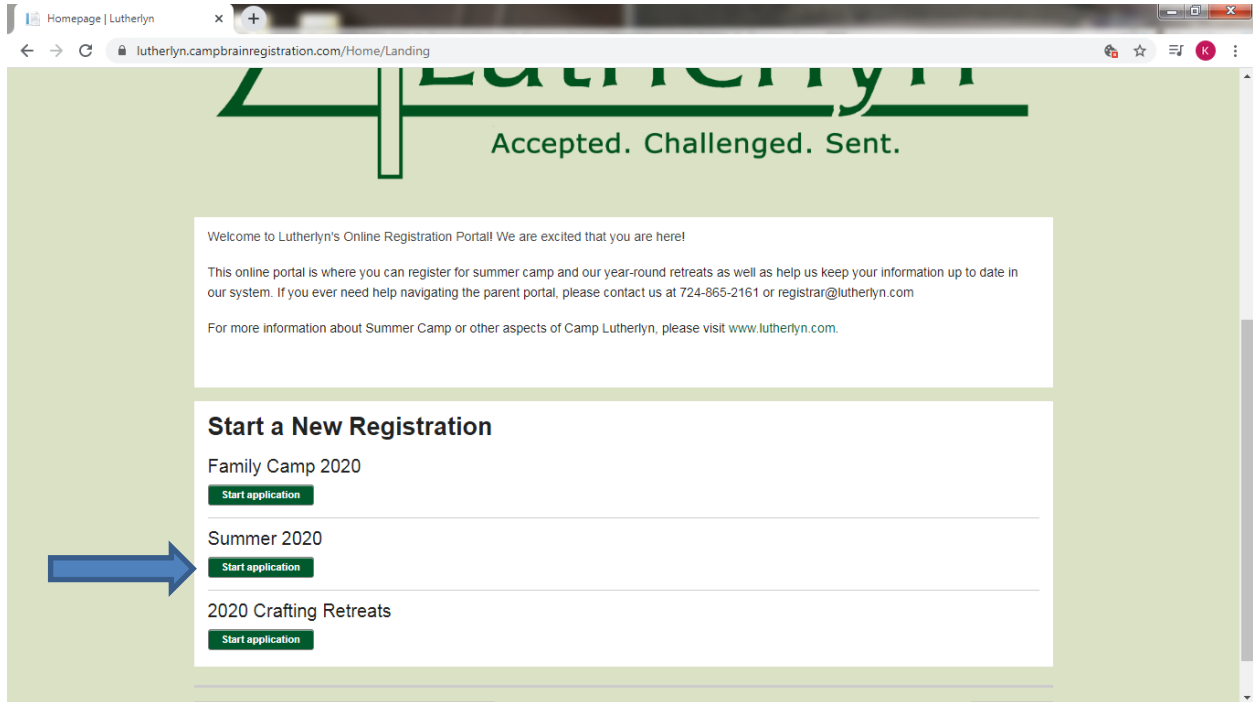 Homepage | Lutherlyn
lutherlyn.campbrainregistration.com/Home/Landing
K
Lutherlyn
Accepted. Challenged. Sent.
Welcome to Lutherlyn's Online Registration Portal! We are excited that you are here!
This online portal is where you can register for summer camp and our year-round retreats as well as help us keep your information up to date in
our system. If you ever need help navigating the parent portal, please contact us at 724-865-2161 or registrar@lutherlyn.com
For more information about Summer Camp or other aspects of Camp Lutherlyn, please visit www.lutherlyn.com.
Start a New Registration
Family Camp 2020
Start application
Summer 2020
Start application
2020 Crafting Retreats
Start application